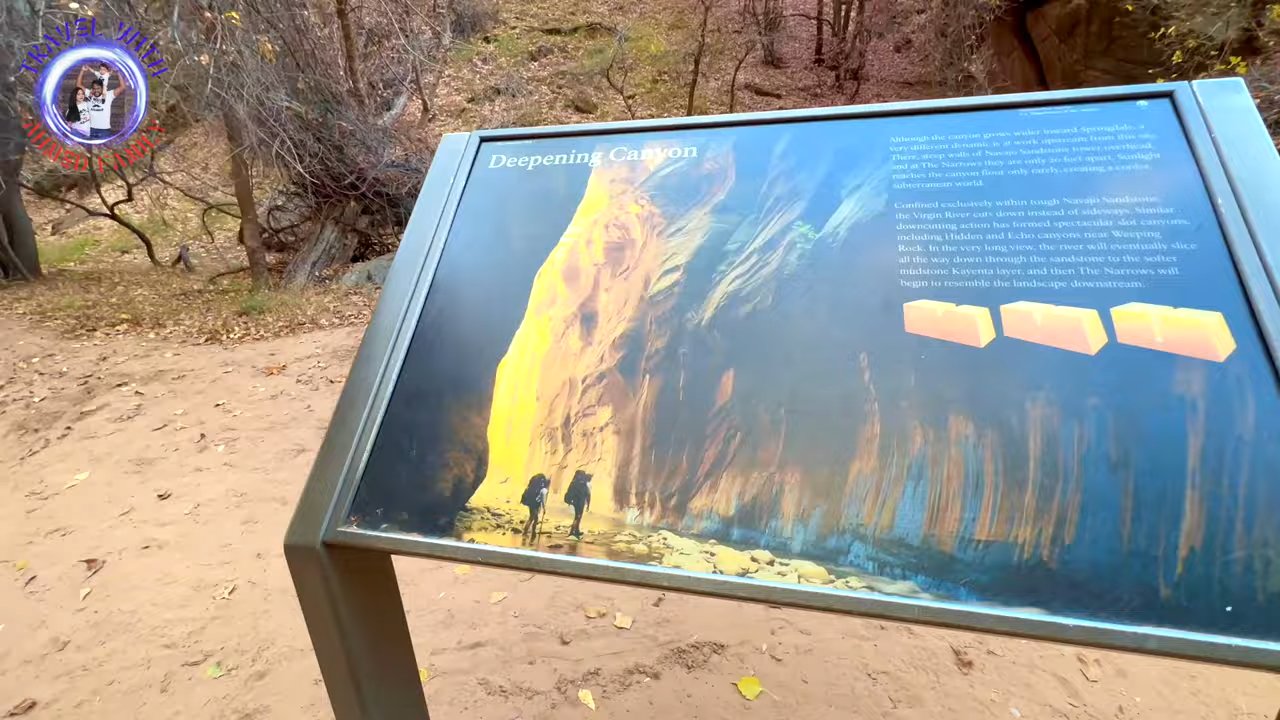 TRAVEL WITH
Deepening Canyon
Although the canyon grows wider toward Springdale, a
very different dynamic is at work upstream from this site.
There, steep walls of Navajo Sandstone tower overhead,
and at The Narrows they are only 20 feet apart. Sunlight
reaches the canyon floor only rarely, creating a cooler,
subterranean world.
Confined exclusively within tough Navajo Sandstone,
the Virgin River cuts down instead of sideways. Similar
downcutting action has formed spectacular slot canyons,
including Hidden and Echo canyons near Weeping
Rock. In the very long view, the river will eventually slice
all the way down through the sandstone to the softer
mudstone Kayenta layer, and then The Narrows will
begin to resemble the landscape downstream.